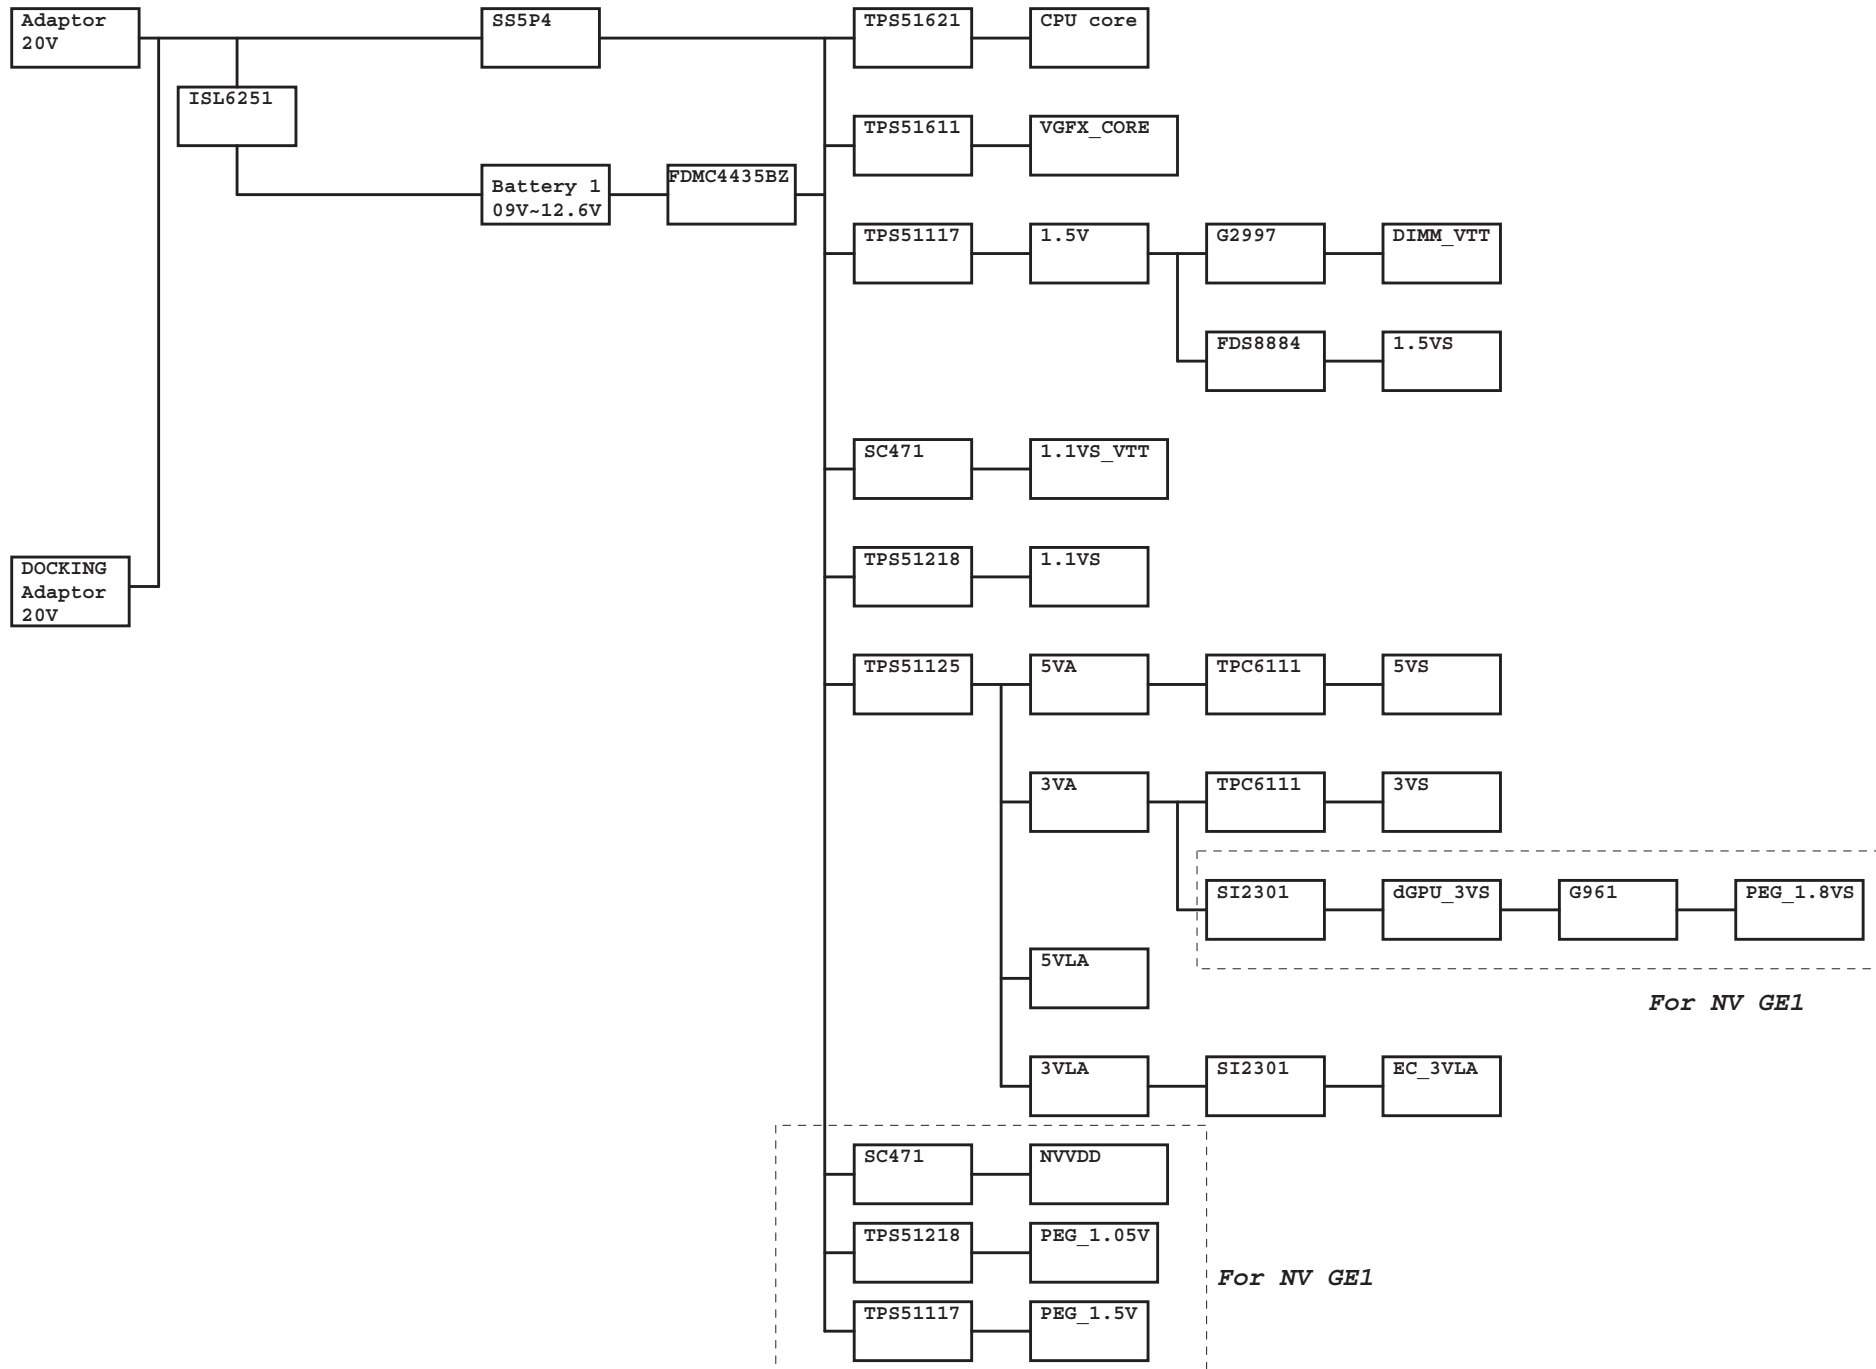 Adaptor
20V
SS5P4
TPS51621
CPU core
ISL6251
TPS51611
VGFX_CORE
Battery 1
09V~12.6V
FDMC4435BZ
TPS51117
1.5V
G2997
DIMM_VTT
FDS8884
1.5VS
SC471
1.1VS_VTT
DOCKING
Adaptor
20V
TPS51218
1.1VS
TPS51125
5VA
TPC6111
5VS
3VA
TPC6111
3VS
SI2301
dGPU_3VS
G961
PEG_1.8VS
5VLA
For NV GE1
3VLA
SI2301
EC_3VLA
SC471
NVVDD
TPS51218
PEG_1.05V
For NV GE1
TPS51117
PEG_1.5V